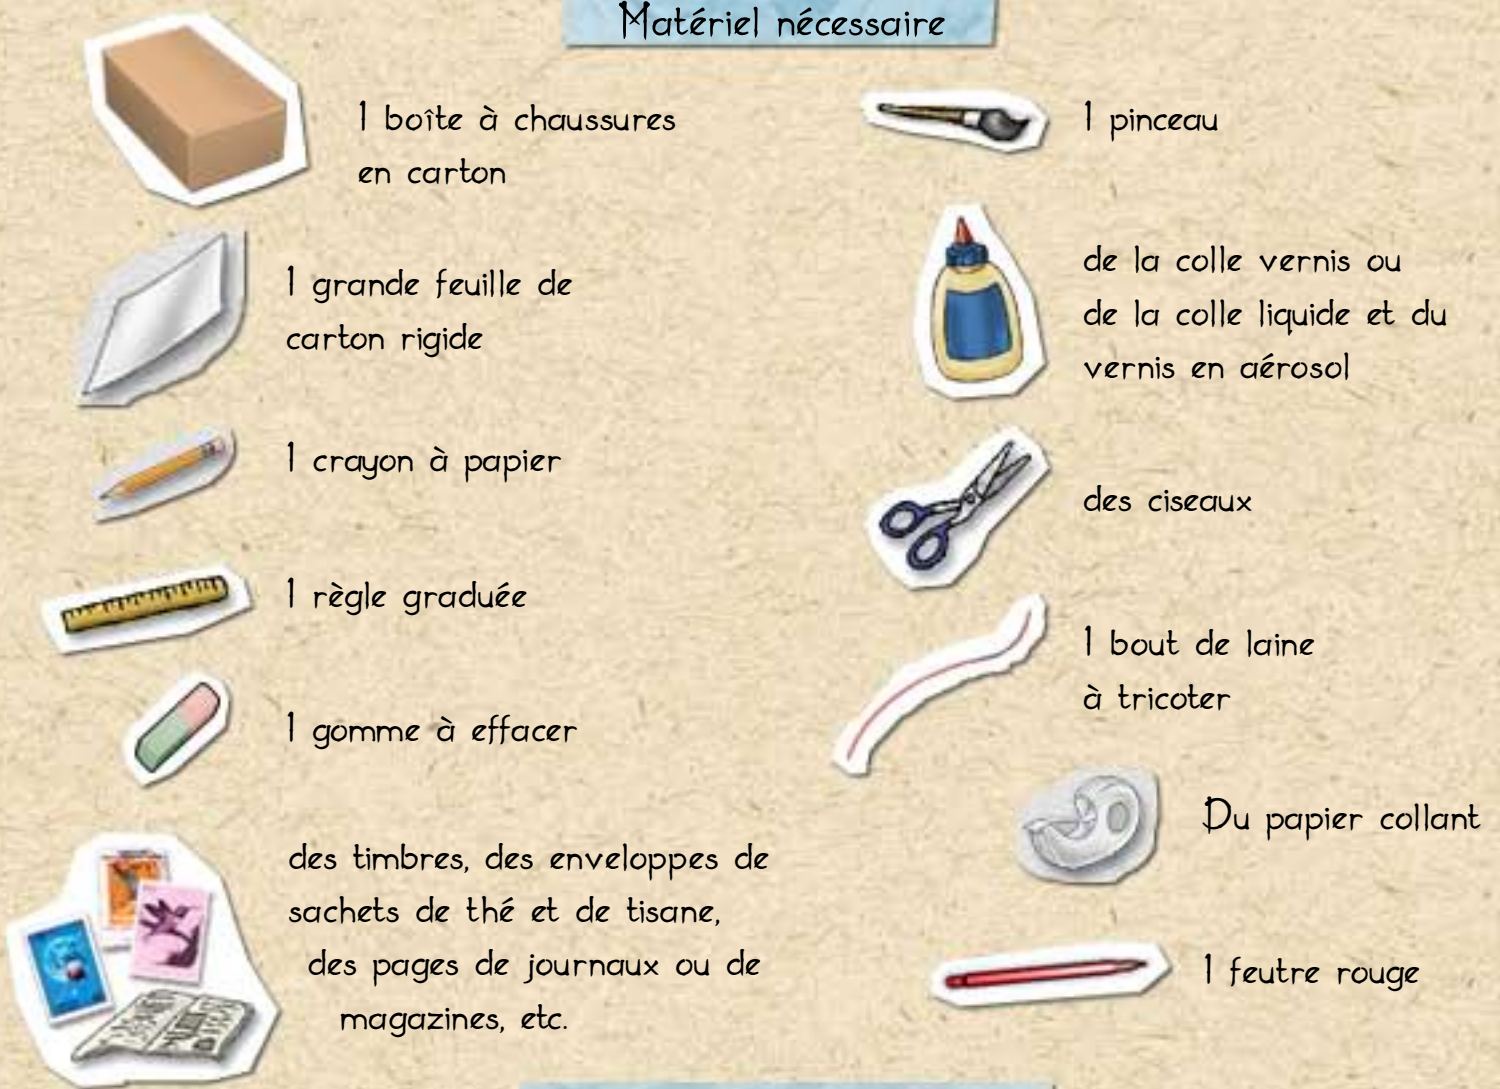 Matériel nécessaire
1 boîte à chaussures
en carton
1 grande feuille de
carton rigide
1 crayon à papier
1 règle graduée
1 gomme à effacer
des timbres, des enveloppes de
sachets de thé et de tisane,
des pages de journaux ou de
magazines, etc.
1 pinceau
de la colle vernis ou
de la colle liquide et du
vernis en aérosol
des ciseaux
1 bout de laine
à tricoter
Du papier collant
1 feutre rouge